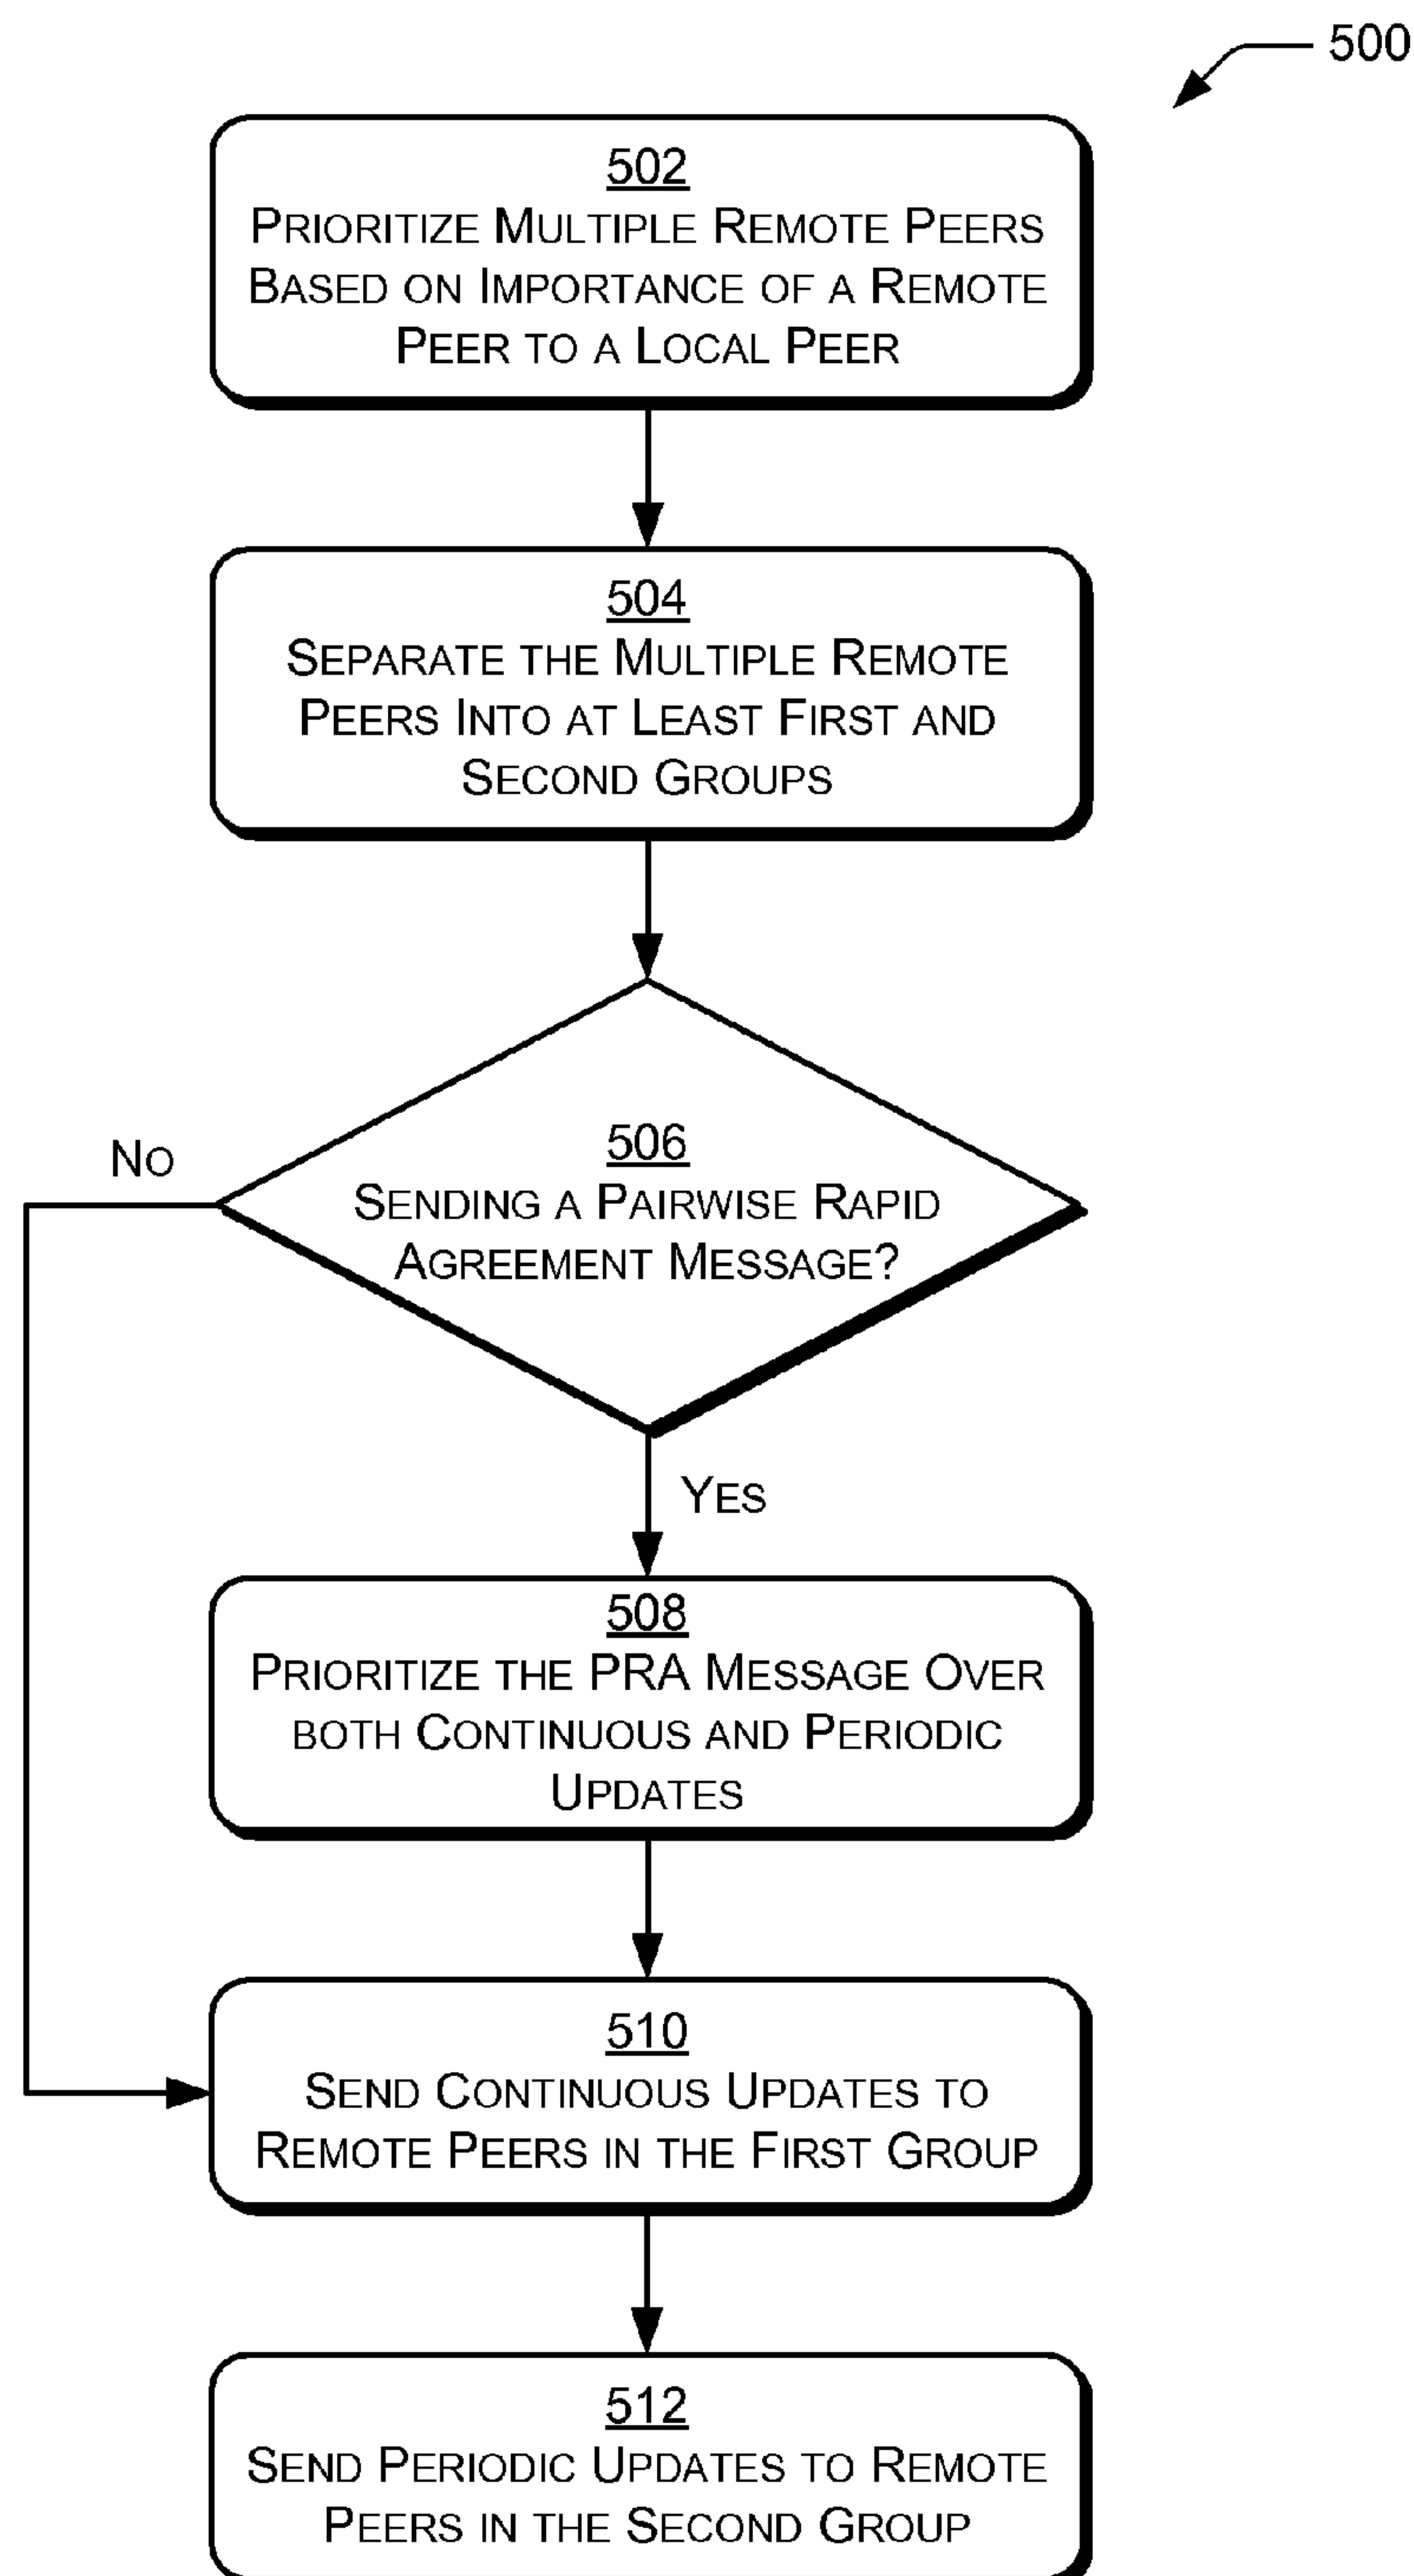 500
502
PRIORITIZE MULTIPLE REMOTE PEERS
BASED ON IMPORTANCE OF A REMOTE
PEER TO A LOCAL PEER
504
SEPARATE THE MULTIPLE REMOTE
PEERS INTO AT LEAST FIRST AND
SECOND GROUPS
506
SENDING A PAIRWISE RAPID
AGREEMENT MESSAGE?
NO
YES
508
PRIORITIZE THE PRA MESSAGE OVER
BOTH CONTINUOUS AND PERIODIC
UPDATES
510
SEND CONTINUOUS UPDATES TO
REMOTE PEERS IN THE FIRST GROUP
512
SEND PERIODIC UPDATES TO REMOTE
PEERS IN THE SECOND GROUP